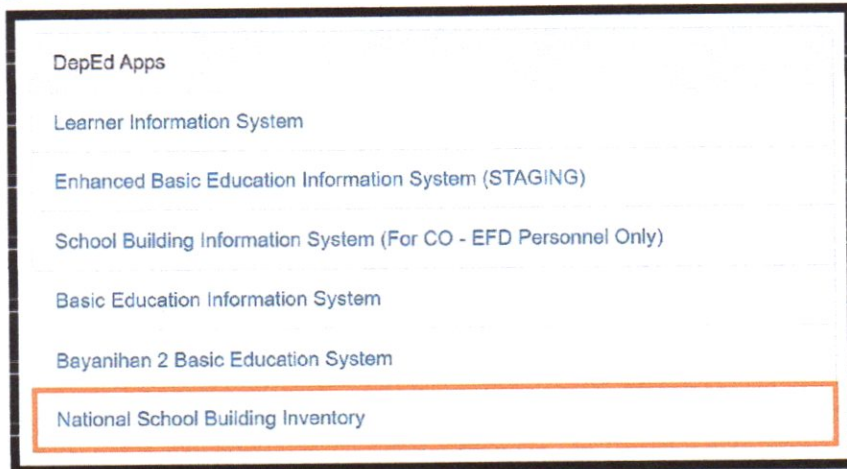 DepEd Apps
Learner Information System
Enhanced Basic Education Information System (STAGING)
School Building Information System (For CO - EFD Personnel Only)
Basic Education Information System
Bayanihan 2 Basic Education System
National School Building Inventory